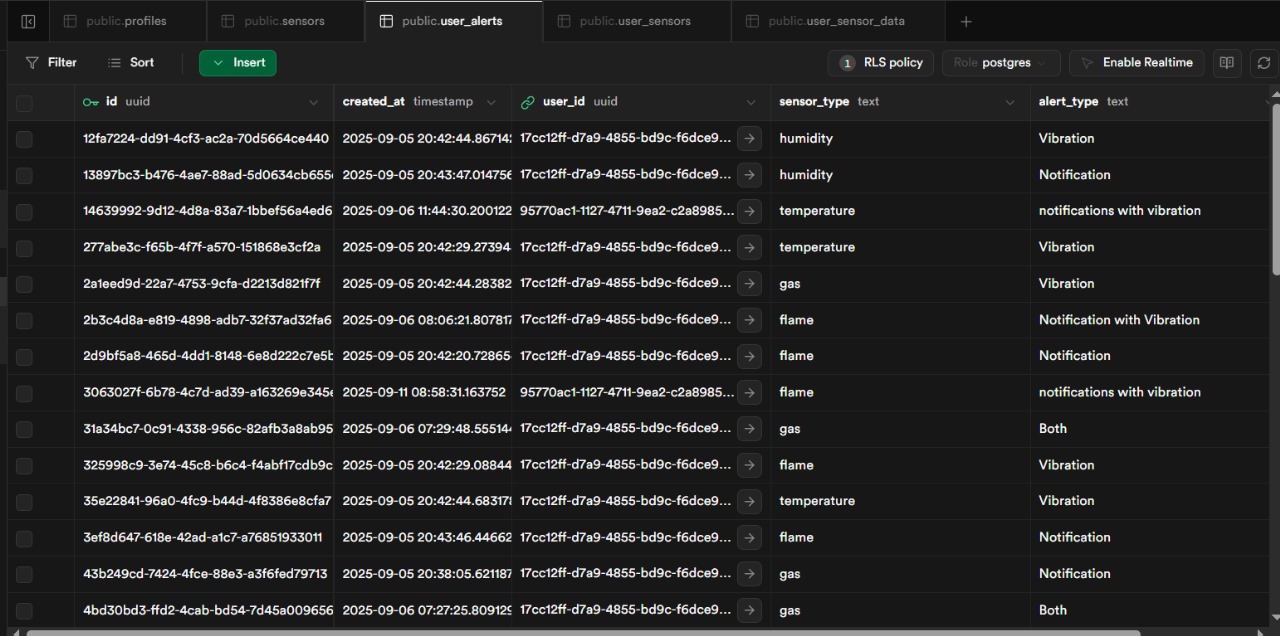 public.profiles public.sensors public.user_alerts public.user_sensors public.user_sensor_data
Filter Sort Insert 1 RLS policy Role postgres Enable Realtime
id uuid created_at timestamp user_id uuid sensor_type text alert_type text
12fa7224-dd91-4cf3-ac2a-70d5664ce440 2025-09-05 20:42:44.867142 17cc12ff-d7a9-4855-bd9c-f6dce9... humidity Vibration
13897bc3-b476-4ae7-88ad-5d0634cb655 2025-09-05 20:43:47.014756 17cc12ff-d7a9-4855-bd9c-f6dce9... humidity Notification
14639992-9d12-4d8a-83a7-1bbef56a4ed6 2025-09-06 11:44:30.200122 95770ac1-1127-4711-9ea2-c2a8985... temperature notifications with vibration
277abe3c-f65b-4f7f-a570-151868e3cf2a 2025-09-05 20:42:29.27394 17cc12ff-d7a9-4855-bd9c-f6dce9... temperature Vibration
2a1eed9d-22a7-4753-9cfa-d2213d821f7f 2025-09-05 20:42:44.28382 17cc12ff-d7a9-4855-bd9c-f6dce9... gas Vibration
2b3c4d8a-e819-4898-adb7-32f37ad32fa6 2025-09-06 08:06:21.807817 17cc12ff-d7a9-4855-bd9c-f6dce9... flame Notification with Vibration
2d9bf5a8-465d-4dd1-8148-6e8d222c7e5b 2025-09-05 20:42:20.72865 17cc12ff-d7a9-4855-bd9c-f6dce9... flame Notification
3063027f-6b78-4c7d-ad39-a163269e345e 2025-09-11 08:58:31.163752 95770ac1-1127-4711-9ea2-c2a8985... flame notifications with vibration
31a34bc7-0c91-4338-956c-82afb3a8ab95 2025-09-06 07:29:48.555144 17cc12ff-d7a9-4855-bd9c-f6dce9... gas Both
325998c9-3e74-45c8-b6c4-f4abf17cdb9c 2025-09-05 20:42:29.08844 17cc12ff-d7a9-4855-bd9c-f6dce9... flame Vibration
35e22841-96a0-4fc9-b44d-4f8386e8cfa7 2025-09-05 20:42:44.683178 17cc12ff-d7a9-4855-bd9c-f6dce9... temperature Vibration
3ef8d647-618e-42ad-a1c7-a76851933011 2025-09-05 20:43:46.44662 17cc12ff-d7a9-4855-bd9c-f6dce9... flame Notification
43b249cd-7424-4fce-88e3-a3f6fed79713 2025-09-05 20:38:05.621187 17cc12ff-d7a9-4855-bd9c-f6dce9... gas Notification
4bd30bd3-ffd2-4cab-bd54-7d45a009656 2025-09-06 07:27:25.809129 17cc12ff-d7a9-4855-bd9c-f6dce9... gas Both